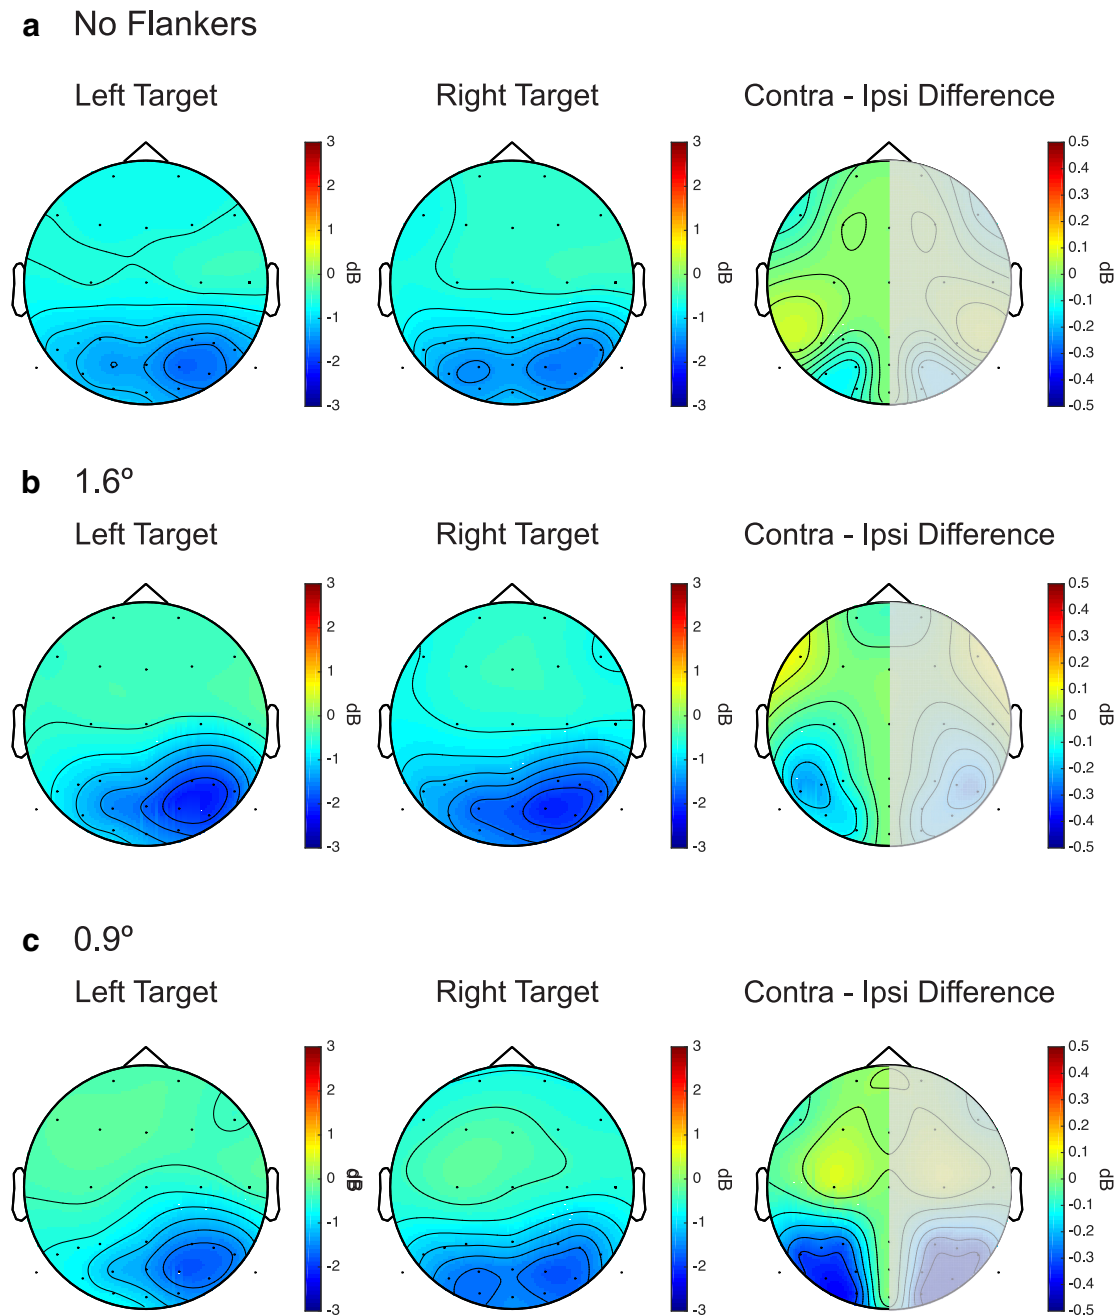 a No Flankers
Left Target Right Target Contra - Ipsi Difference
3 3 0.5
0.4
2 2 0.3
0.2
1 1 0.1
0 dB 0 dB 0 dB
-1 -1 -0.1
-0.2
-2 -2 -0.3
-0.4
-3 -3 -0.5
b 1.6º
Left Target Right Target Contra - Ipsi Difference
3 3 0.5
0.4
2 2 0.3
0.2
1 1 0.1
0 dB 0 dB 0 dB
-1 -1 -0.1
-0.2
-2 -2 -0.3
-0.4
-3 -3 -0.5
c 0.9º
Left Target Right Target Contra - Ipsi Difference
3 3 0.5
0.4
2 2 0.3
0.2
1 1 0.1
0 dB 0 dB 0 dB
-1 -1 -0.1
-0.2
-2 -2 -0.3
-0.4
-3 -3 -0.5